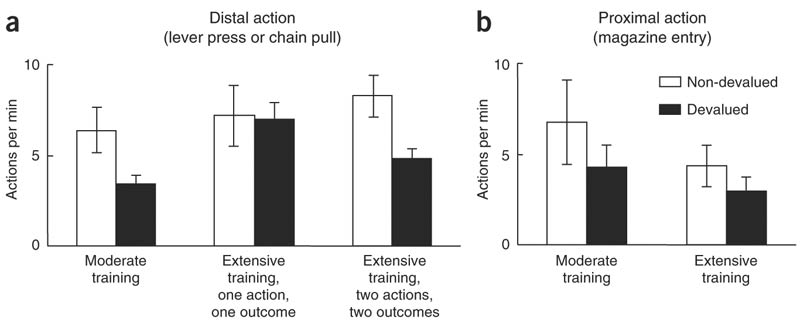 a
Distal action
(lever press or chain pull)
Actions per min
10
5
0
Moderate
training
Extensive
training,
one action,
one outcome
Extensive
training,
two actions,
two outcomes
b
Proximal action
(magazine entry)
Actions per min
10
5
0
Non-devalued
Devalued
Moderate
training
Extensive
training